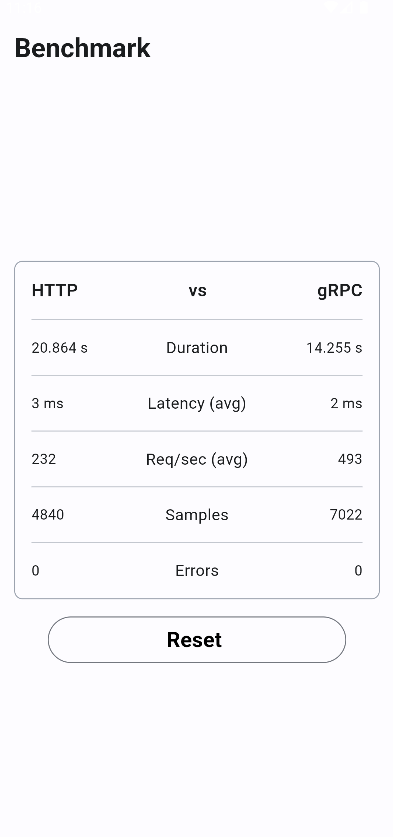 Benchmark
HTTP vs gRPC
20.864 s Duration 14.255 s
3 ms Latency (avg) 2 ms
232 Req/sec (avg) 493
4840 Samples 7022
0 Errors 0
Reset